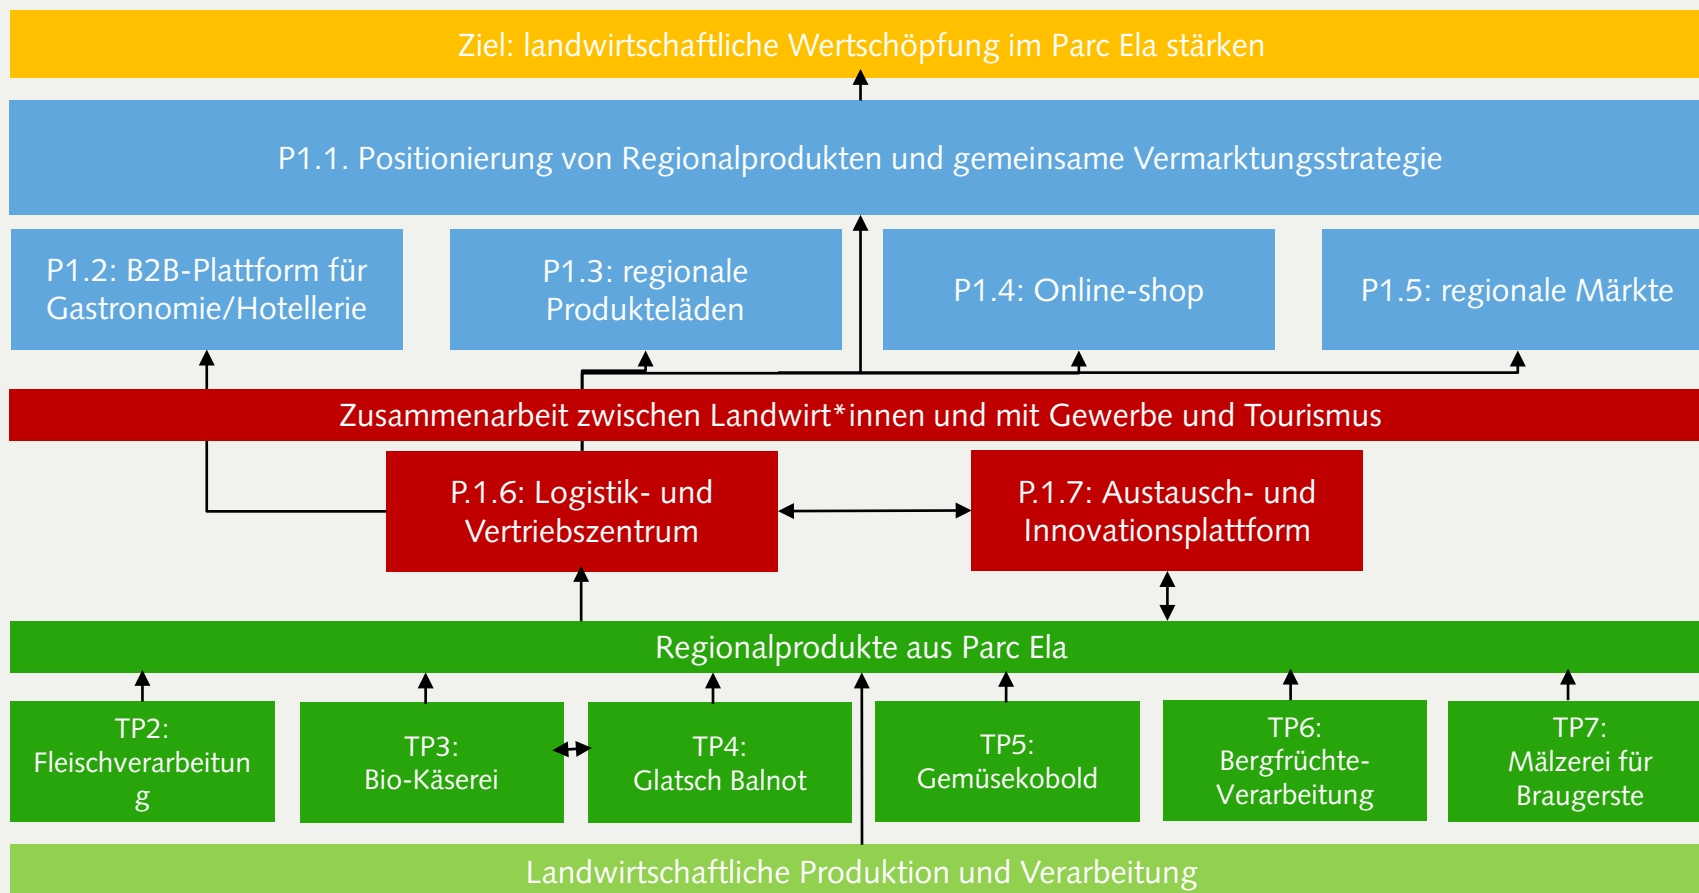 Ziel: landwirtschaftliche Wertschöpfung im Parc Ela stärken
P1.1. Positionierung von Regionalprodukten und gemeinsame Vermarktungsstrategie
P1.2: B2B-Plattform für
Gastronomie/Hotellerie
P1.3: regionale
Produkteläden
P1.4: Online-shop
P1.5: regionale Märkte
Zusammenarbeit zwischen Landwirt*innen und mit Gewerbe und Tourismus
P.1.6: Logistik- und
Vertriebszentrum
P.1.7: Austausch- und
Innovationsplattform
Regionalprodukte aus Parc Ela
TP2:
Fleischverarbeitun
g
TP3:
Bio-Käserei
TP4:
Glatsch Balnot
TP5:
Gemüsekobold
TP6:
Bergfrüchte-
Verarbeitung
TP7:
Mälzerei für
Braugerste
Landwirtschaftliche Produktion und Verarbeitung